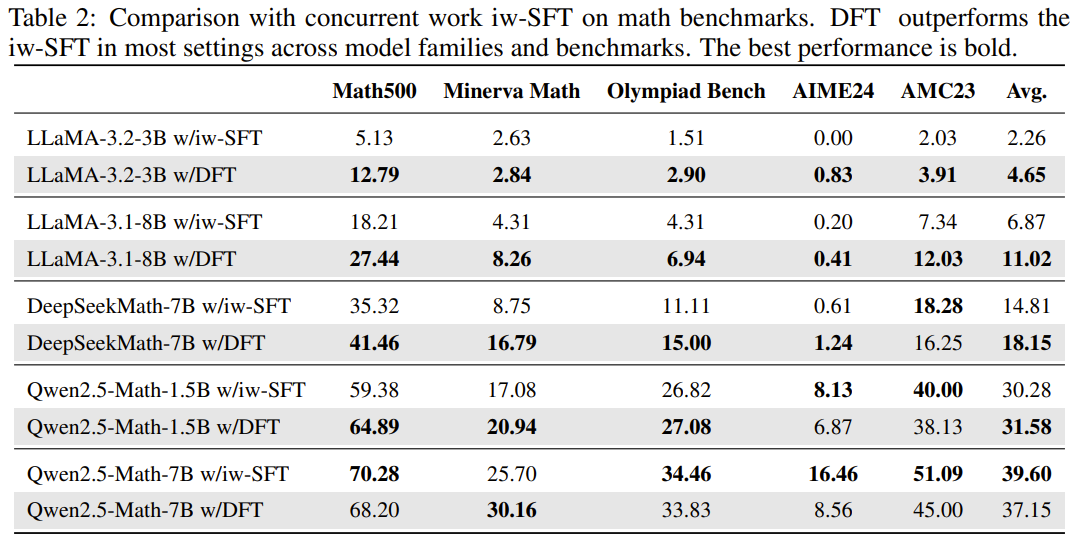 Table 2: Comparison with concurrent work iw-SFT on math benchmarks. DFT outperforms the
iw-SFT in most settings across model families and benchmarks. The best performance is bold.
Math500 Minerva Math Olympiad Bench AIME24 AMC23 Avg.
LLaMA-3.2-3B w/iw-SFT 5.13 2.63 1.51 0.00 2.03 2.26
LLaMA-3.2-3B w/DFT 12.79 2.84 2.90 0.83 3.91 4.65
LLaMA-3.1-8B w/iw-SFT 18.21 4.31 4.31 0.20 7.34 6.87
LLaMA-3.1-8B w/DFT 27.44 8.26 6.94 0.41 12.03 11.02
DeepSeekMath-7B w/iw-SFT 35.32 8.75 11.11 0.61 18.28 14.81
DeepSeekMath-7B w/DFT 41.46 16.79 15.00 1.24 16.25 18.15
Qwen2.5-Math-1.5B w/iw-SFT 59.38 17.08 26.82 8.13 40.00 30.28
Qwen2.5-Math-1.5B w/DFT 64.89 20.94 27.08 6.87 38.13 31.58
Qwen2.5-Math-7B w/iw-SFT 70.28 25.70 34.46 16.46 51.09 39.60
Qwen2.5-Math-7B w/DFT 68.20 30.16 33.83 8.56 45.00 37.15